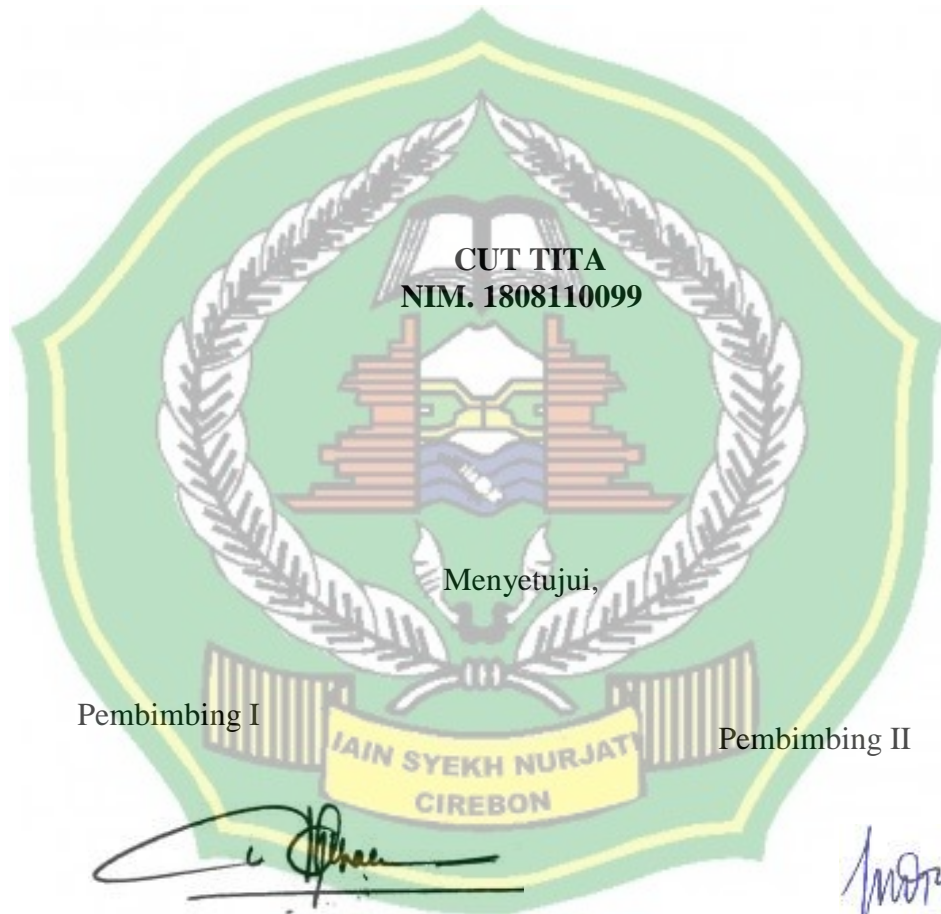 CUT TITA
NIM. 1808110099
Menyetujui,
Pembimbing I
Pembimbing II
IAIN SYEKH NURJATI
CIREBON